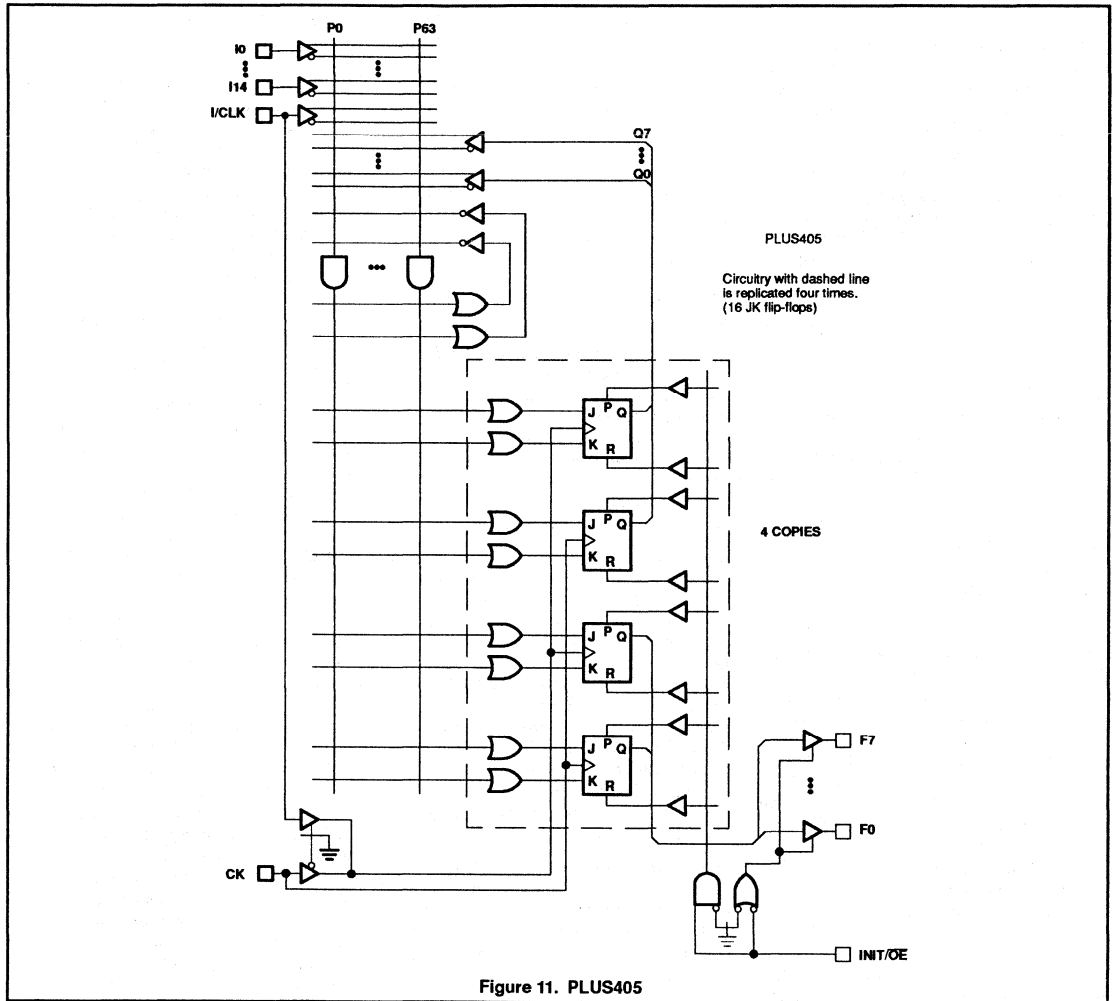 P0 P63
I0
I14
I/CLK
Q7
Q0
PLUS405
Circuitry with dashed line
is replicated four times.
(16 JK flip-flops)
J P Q
K R
J P Q
K R
4 COPIES
J P Q
K R
J P Q
K R
F7
F0
CK
INIT/OE
Figure 11. PLUS405